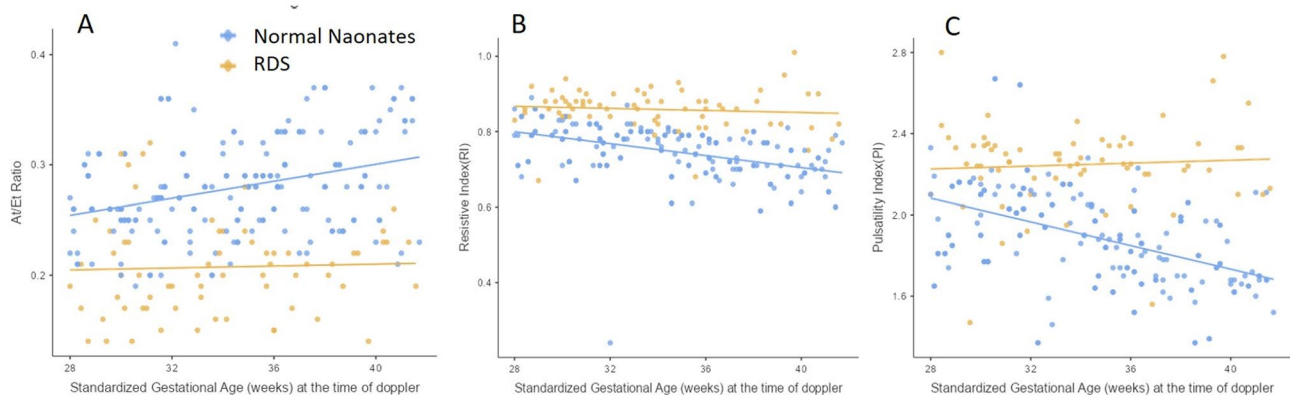 A
Normal Naonates
RDS
0.4
0.3
0.2
At/Et Ratio
28
32
36
40
Standardized Gestational Age (weeks) at the time of doppler
B
1.0
0.8
0.6
0.4
Resistive Index(RI)
28
32
36
40
Standardized Gestational Age (weeks) at the time of doppler
C
2.8
2.4
2.0
1.6
Pulsatility Index(PI)
28
32
36
40
Standardized Gestational Age (weeks) at the time of doppler